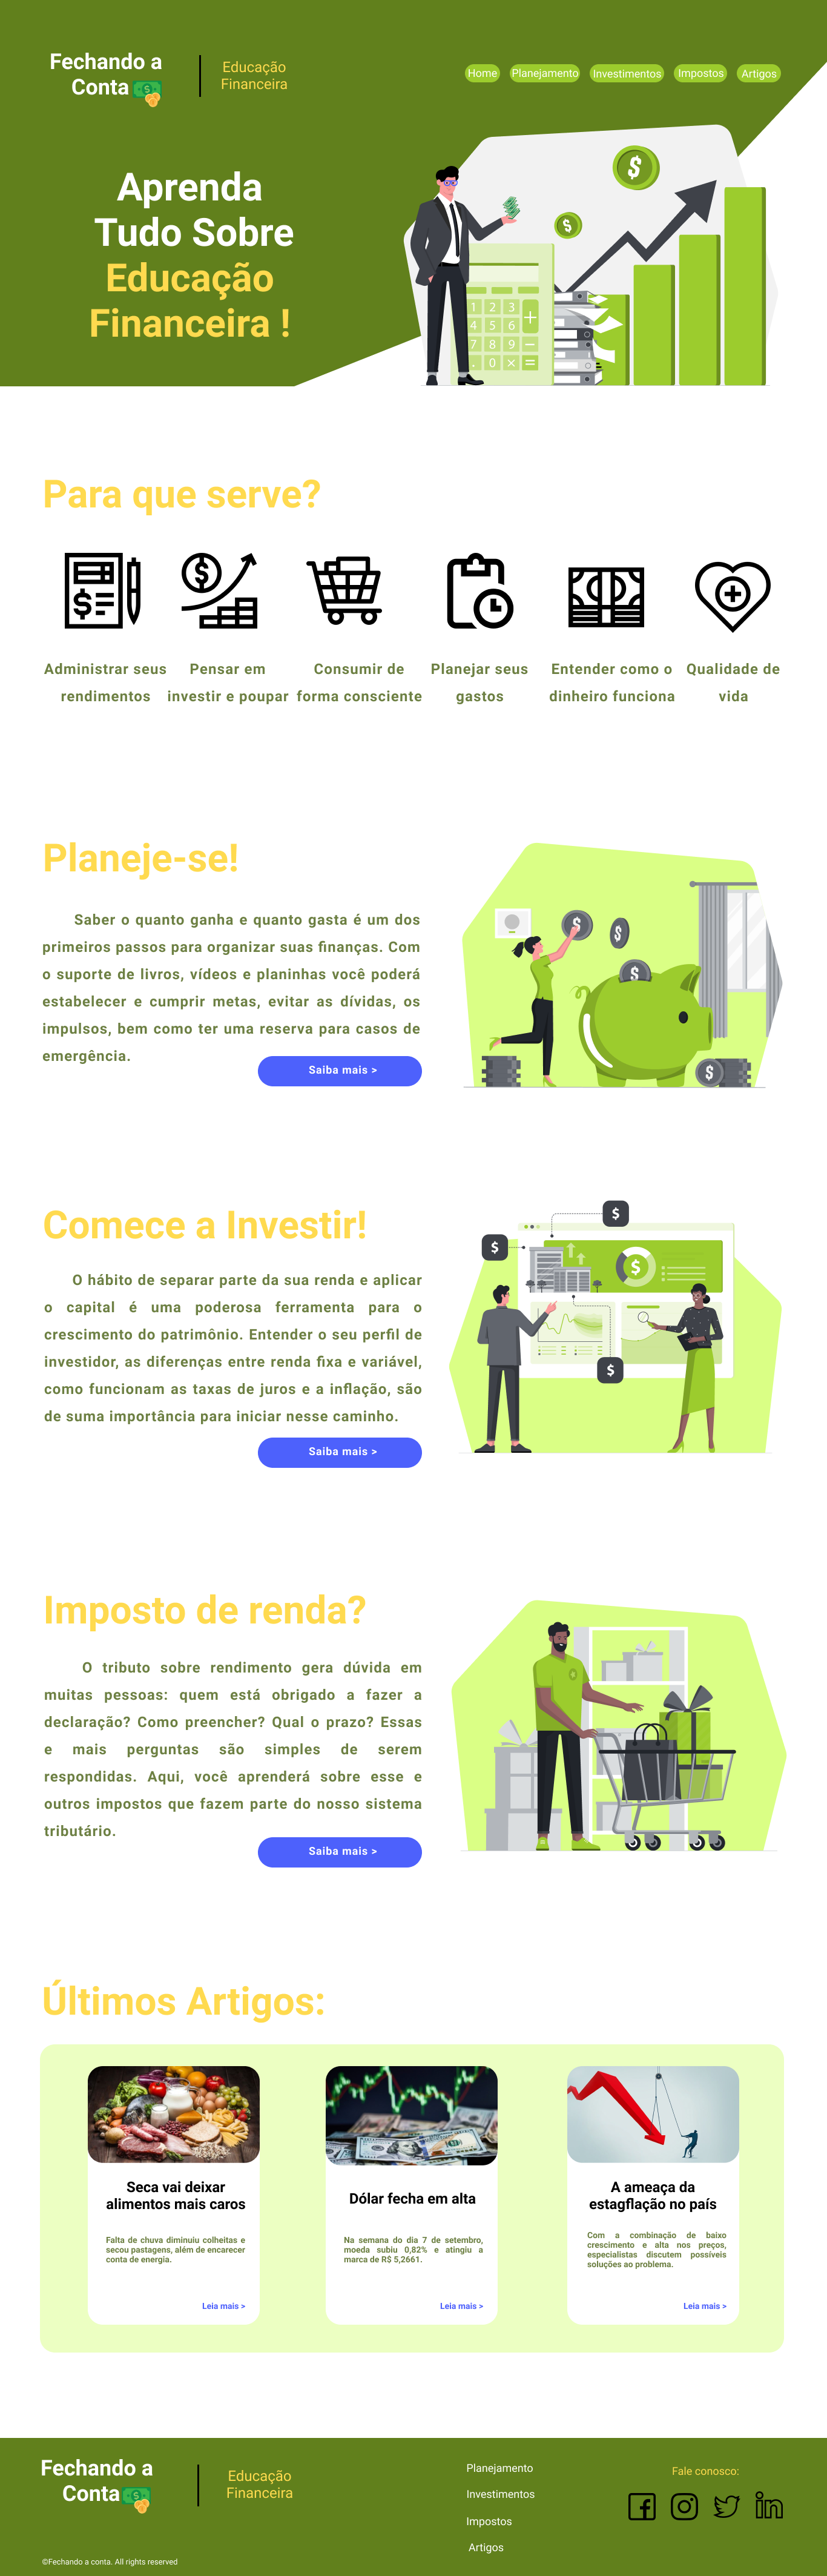 Fechando a
Conta
Educação
Financeira
Home
Planejamento
Investimentos
Impostos
Artigos
Aprenda
Tudo Sobre
Educação
Financeira !
1 2 3 +
4 5 6
7 8 9 −
. 0 × =
Para que serve?
Administrar seus
rendimentos
Pensar em
investir e poupar
Consumir de
forma consciente
Planejar seus
gastos
Entender como o
dinheiro funciona
Qualidade de
vida
Planeje-se!
Saber o quanto ganha e quanto gasta é um dos
primeiros passos para organizar suas finanças. Com
o suporte de livros, vídeos e planinhas você poderá
estabelecer e cumprir metas, evitar as dívidas, os
impulsos, bem como ter uma reserva para casos de
emergência.
Saiba mais >
Comece a Investir!
O hábito de separar parte da sua renda e aplicar
o capital é uma poderosa ferramenta para o
crescimento do patrimônio. Entender o seu perfil de
investidor, as diferenças entre renda fixa e variável,
como funcionam as taxas de juros e a inflação, são
de suma importância para iniciar nesse caminho.
Saiba mais >
Imposto de renda?
O tributo sobre rendimento gera dúvida em
muitas pessoas: quem está obrigado a fazer a
declaração? Como preencher? Qual o prazo? Essas
e mais perguntas são simples de serem
respondidas. Aqui, você aprenderá sobre esse e
outros impostos que fazem parte do nosso sistema
tributário.
Saiba mais >
Últimos Artigos:
Seca vai deixar
alimentos mais caros
Falta de chuva diminuiu colheitas e
secou pastagens, além de encarecer
conta de energia.
Leia mais >
Dólar fecha em alta
Na semana do dia 7 de setembro,
moeda subiu 0,82% e atingiu a
marca de R$ 5,2661.
Leia mais >
A ameaça da
estagflação no país
Com a combinação de baixo
crescimento e alta nos preços,
especialistas discutem possíveis
soluções ao problema.
Leia mais >
Fechando a
Conta
Educação
Financeira
Planejamento
Investimentos
Impostos
Artigos
Fale conosco:
©Fechando a conta. All rights reserved